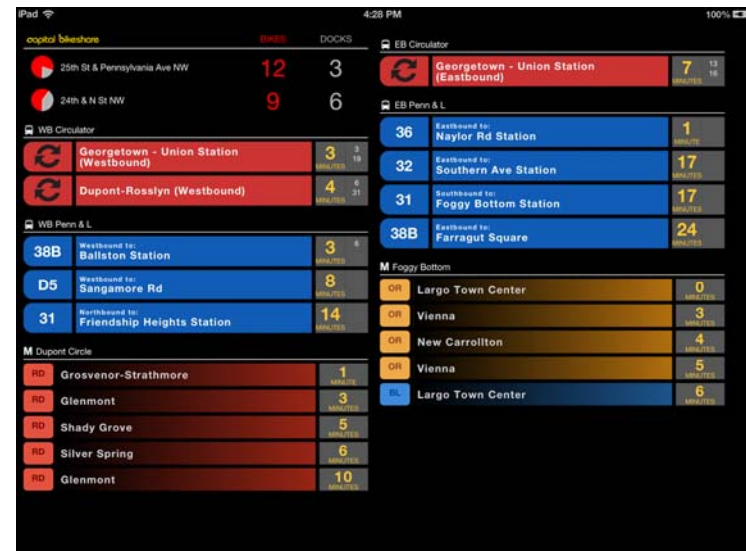 iPad 4:28 PM 100%
capital bikeshare BIKES DOCKS
25th St & Pennsylvania Ave NW 12 3
24th & N St NW 9 6
WB Circulator
Georgetown - Union Station
(Westbound)
3 MINUTES 3 19
Dupont-Rosslyn (Westbound) 4 MINUTES 6 31
WB Penn & L
38B Westbound to: Ballston Station 3 MINUTES 6
D5 Westbound to: Sangamore Rd 8 MINUTES
31 Northbound to: Friendship Heights Station 14 MINUTES
M Dupont Circle
RD Grosvenor-Strathmore 1 MINUTE
RD Glenmont 3 MINUTES
RD Shady Grove 5 MINUTES
RD Silver Spring 6 MINUTES
RD Glenmont 10 MINUTES
EB Circulator
Georgetown - Union Station
(Eastbound)
7 MINUTES 13 16
EB Penn & L
36 Eastbound to: Naylor Rd Station 1 MINUTE
32 Eastbound to: Southern Ave Station 17 MINUTES
31 Southbound to: Foggy Bottom Station 17 MINUTES
38B Eastbound to: Farragut Square 24 MINUTES
M Foggy Bottom
OR Largo Town Center 0 MINUTES
OR Vienna 3 MINUTES
OR New Carrollton 4 MINUTES
OR Vienna 5 MINUTES
BL Largo Town Center 6 MINUTES